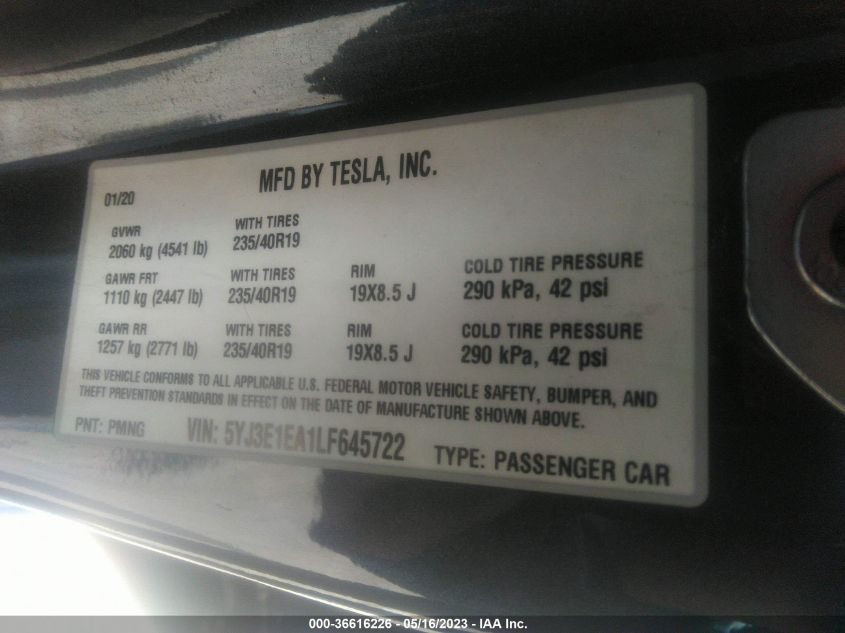 MFD BY TESLA, INC.
01/20
GVWR WITH TIRES
2060 kg (4541 lb) 235/40R19
GAWR FRT WITH TIRES RIM COLD TIRE PRESSURE
1110 kg (2447 lb) 235/40R19 19X8.5 J 290 kPa, 42 psi
GAWR RR WITH TIRES RIM COLD TIRE PRESSURE
1257 kg (2771 lb) 235/40R19 19X8.5 J 290 kPa, 42 psi
THIS VEHICLE CONFORMS TO ALL APPLICABLE U.S. FEDERAL MOTOR VEHICLE SAFETY, BUMPER, AND
THEFT PREVENTION STANDARDS IN EFFECT ON THE DATE OF MANUFACTURE SHOWN ABOVE.
PNT: PMNG VIN: 5YJ3E1EA1LF645722 TYPE: PASSENGER CAR
000-36616226 - 05/16/2023 - IAA Inc.